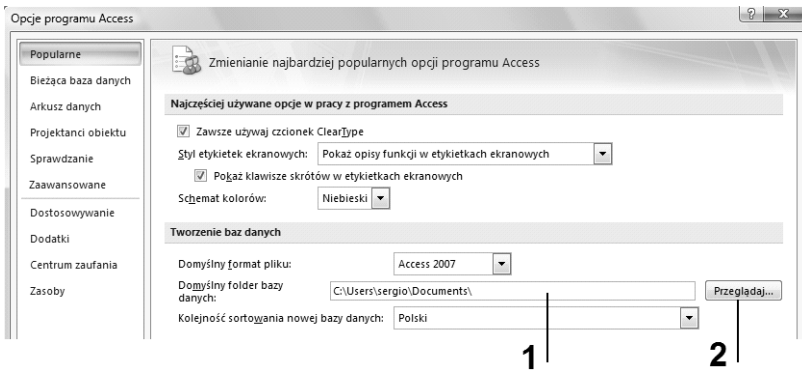 Opcje programu Access
Popularne
Bieżąca baza danych
Arkusz danych
Projektanci obiektu
Sprawdzanie
Zaawansowane
Dostosowywanie
Dodatki
Centrum zaufania
Zasoby
Zmienianie najbardziej popularnych opcji programu Access
Najczęściej używane opcje w pracy z programem Access
Zawsze używaj czcionek ClearType
Styl etykietek ekranowych: Pokaż opisy funkcji w etykietkach ekranowych
Pokaż klawisze skrótów w etykietkach ekranowych
Schemat kolorów: Niebieski
Tworzenie baz danych
Domyślny format pliku: Access 2007
Domyślny folder bazy
danych: C:\Users\sergio\Documents\ Przeglądaj...
Kolejność sortowania nowej bazy danych: Polski
1 2